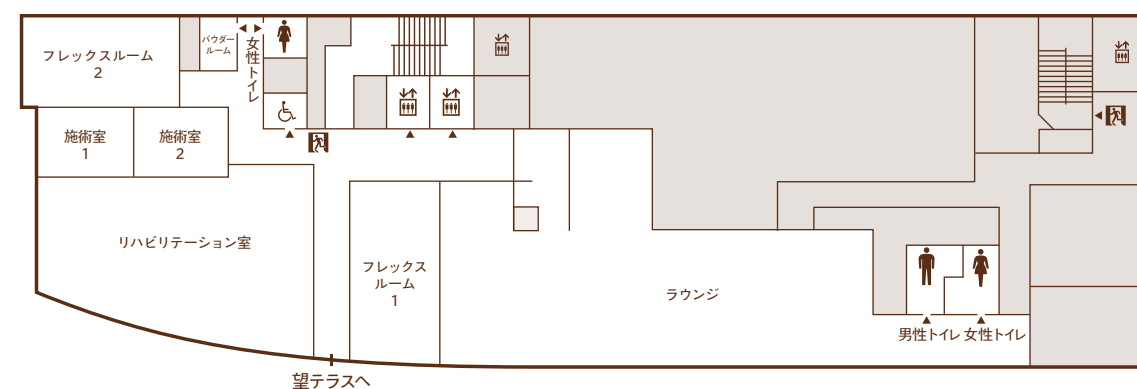 フレックスルーム
2
パウダー
ルーム
女性トイレ
施術室
1
施術室
2
リハビリテーション室
フレックス
ルーム
1
ラウンジ
男性トイレ
女性トイレ
望テラスへ